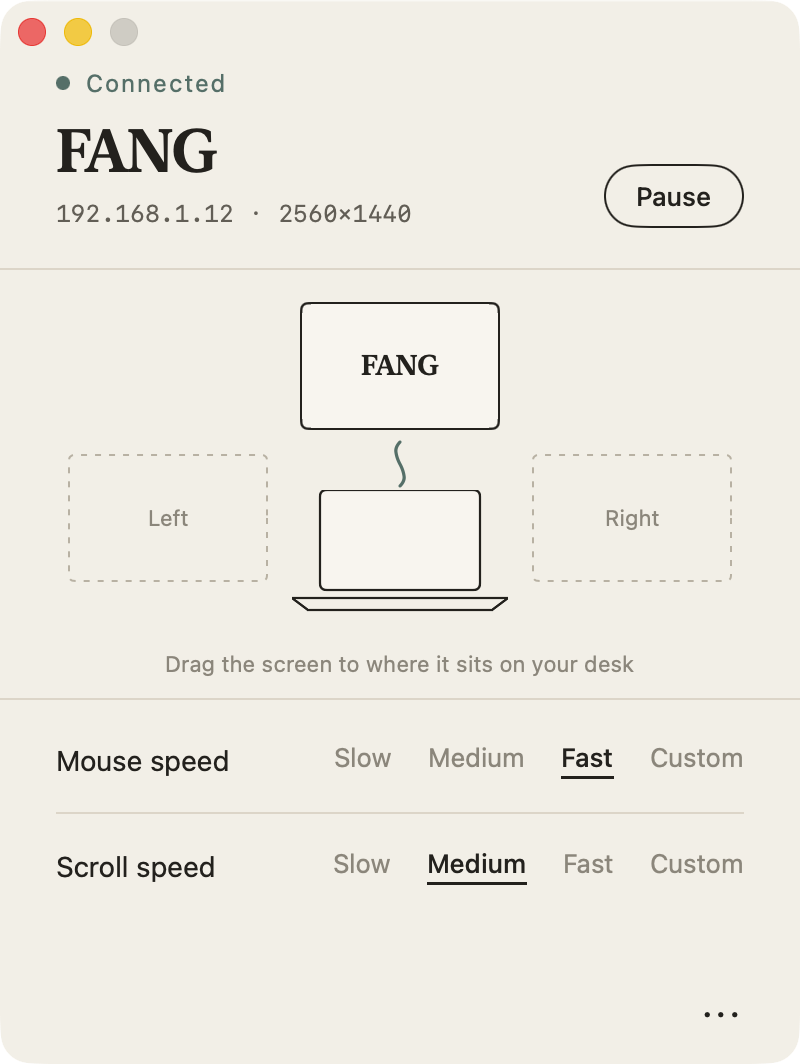 Connected
FANG
192.168.1.12 · 2560×1440
Pause
FANG
Left
Right
Drag the screen to where it sits on your desk
Mouse speed Slow Medium Fast Custom
Scroll speed Slow Medium Fast Custom
...